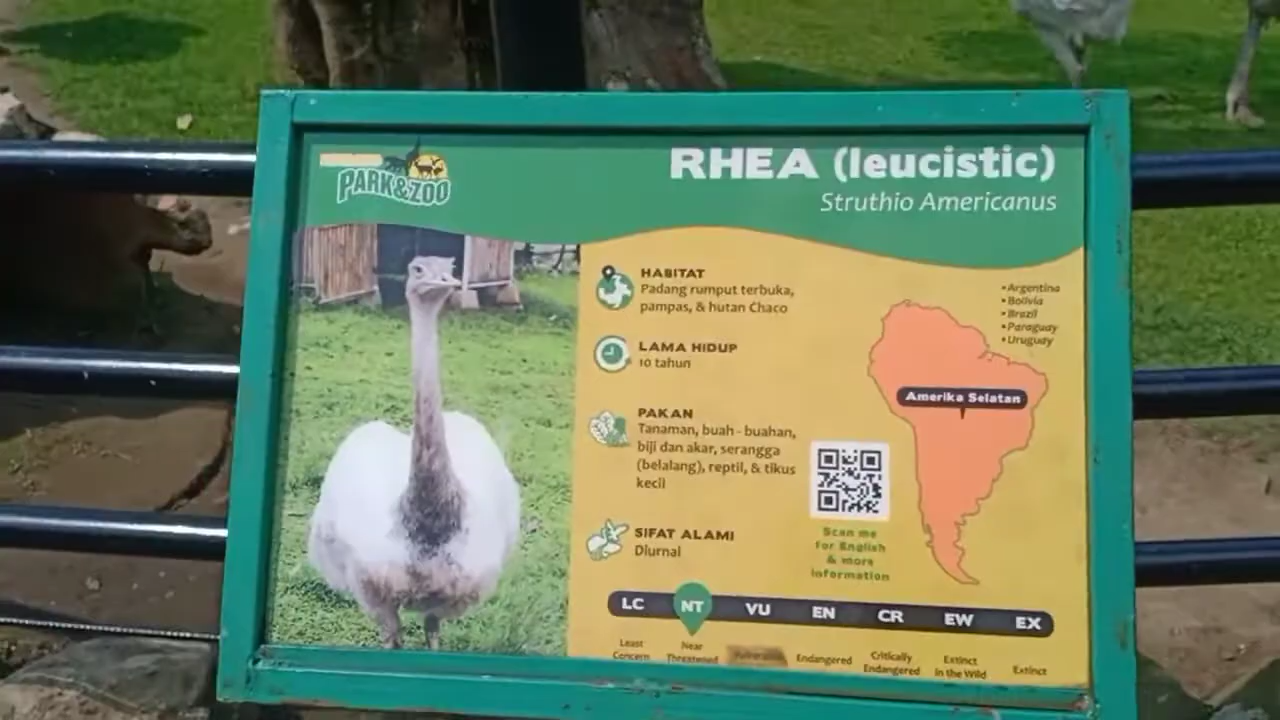 PARK&ZOO
RHEA (leucistic)
Struthio Americanus
HABITAT
Padang rumput terbuka,
pampas, & hutan Chaco
LAMA HIDUP
10 tahun
PAKAN
Tanaman, buah - buahan,
biji dan akar, serangga
(belalang), reptil, & tikus
kecil
SIFAT ALAMI
Diurnal
• Argentina
• Bolivia
• Brazil
• Paraguay
• Uruguay
Amerika Selatan
Scan me
for English
& more
information
LC NT VU EN CR EW EX
Least
Concern
Near
Threatened
Endangered
Critically
Endangered
Extinct
in the Wild
Extinct